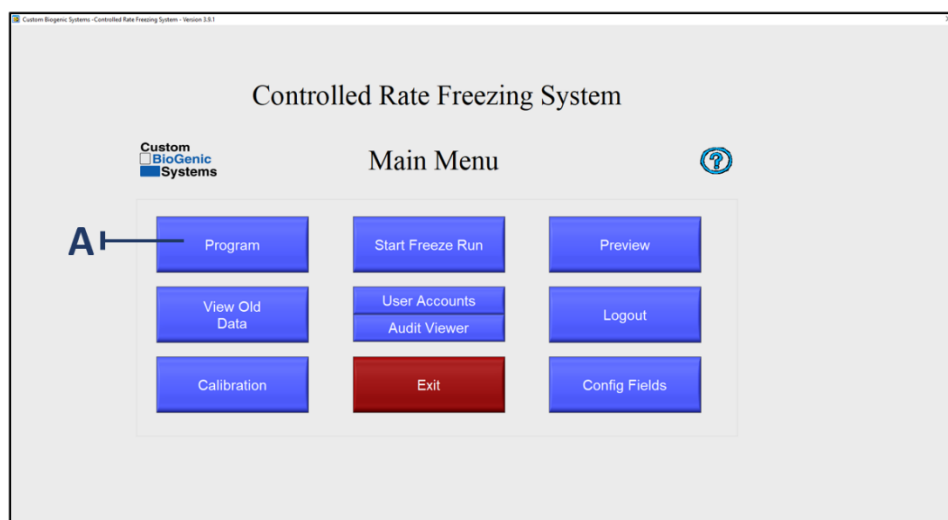 Custom Biogenic Systems -Controlled Rate Freezing System - Version 3.9.1
Controlled Rate Freezing System
Custom
BioGenic
Systems
Main Menu
?
A
Program
Start Freeze Run
Preview
View Old
Data
User Accounts
Audit Viewer
Logout
Calibration
Exit
Config Fields